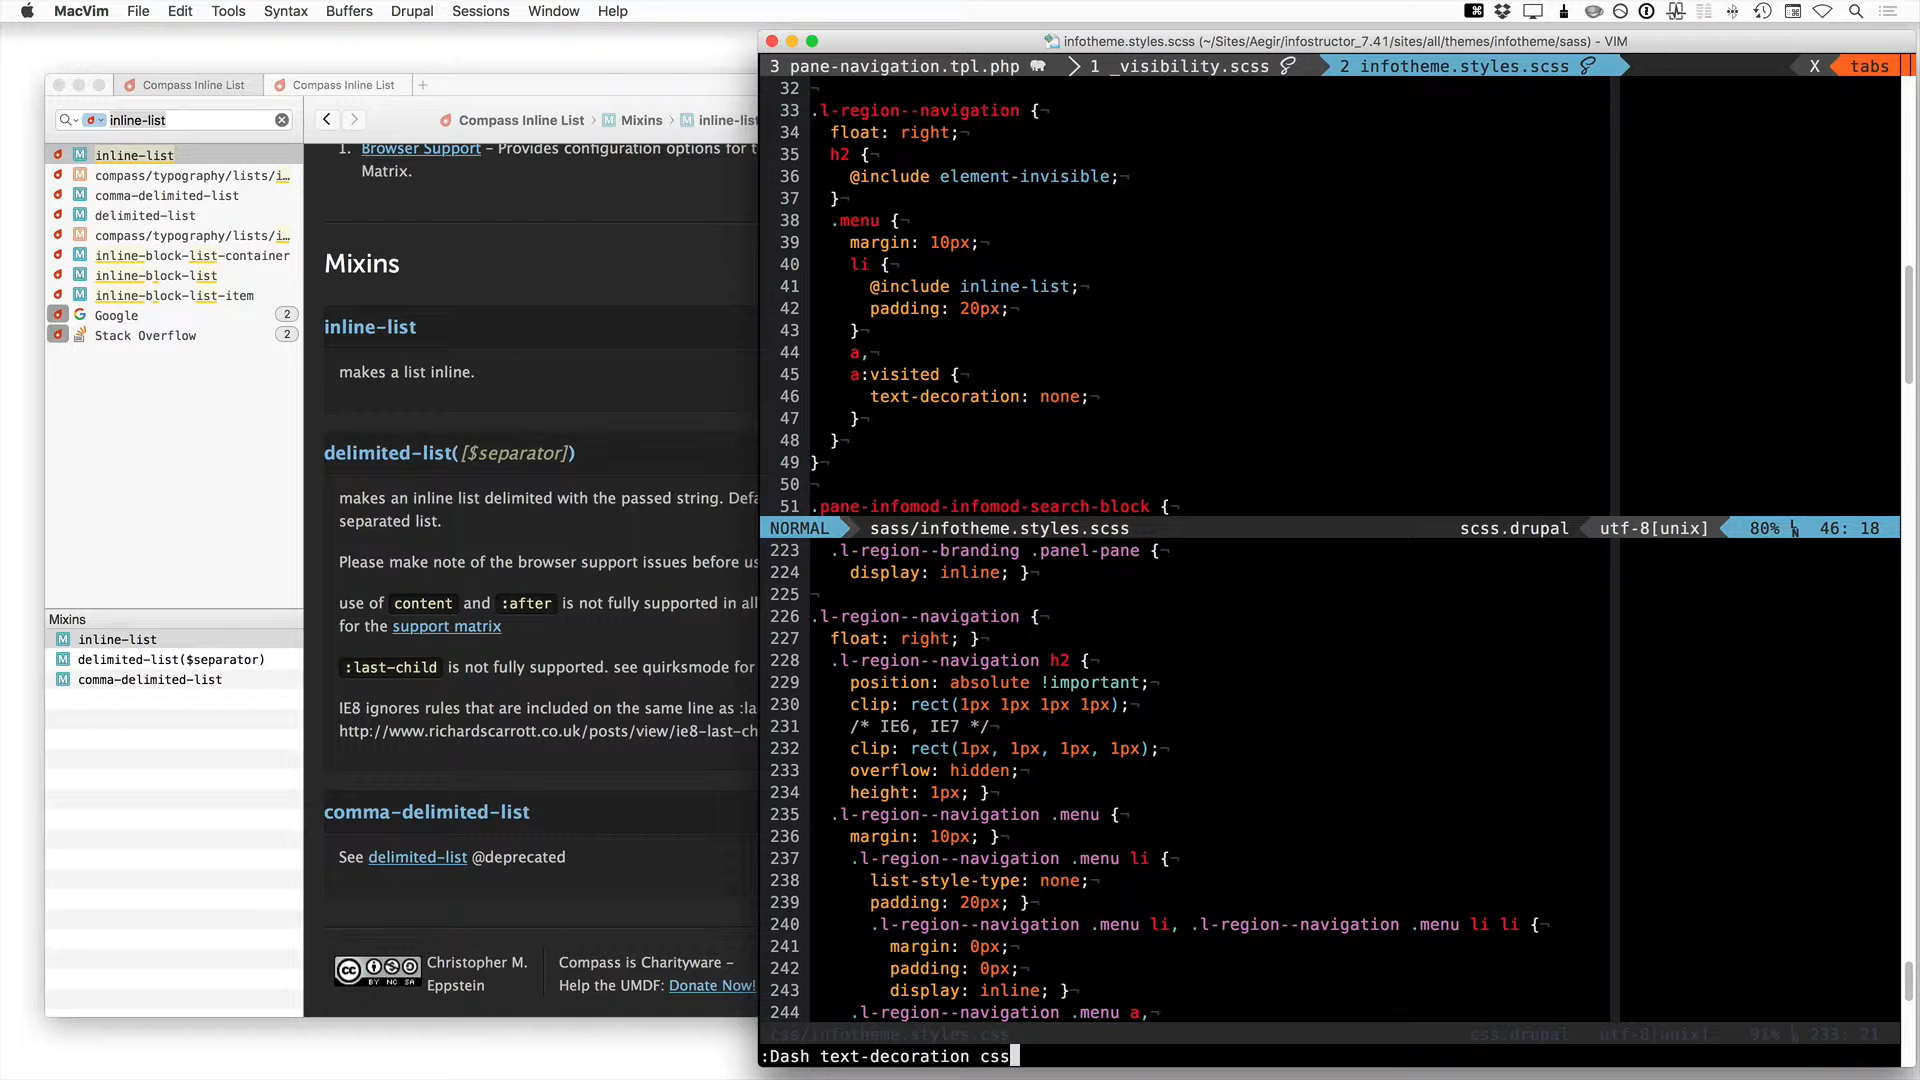 MacVim File Edit Tools Syntax Buffers Drupal Sessions Window Help
Compass Inline List Compass Inline List
inline-list
inline-list
compass/typography/lists/i…
comma-delimited-list
delimited-list
compass/typography/lists/i…
inline-block-list-container
inline-block-list
inline-block-list-item
Google 2
Stack Overflow 2
Mixins
inline-list
delimited-list($separator)
comma-delimited-list
Compass Inline List Mixins inline-lis
1. Browser Support – Provides configuration options for t
Matrix.
Mixins
inline-list
makes a list inline.
delimited-list([$separator])
makes an inline list delimited with the passed string. Defa
separated list.
Please make note of the browser support issues before us
use of content and :after is not fully supported in all
for the support matrix
:last-child is not fully supported. see quirksmode for
IE8 ignores rules that are included on the same line as :la
http://www.richardscarrott.co.uk/posts/view/ie8-last-ch
comma-delimited-list
See delimited-list @deprecated
Christopher M.
Eppstein
Compass is Charityware –
Help the UMDF: Donate Now!
infotheme.styles.scss (~/Sites/Aegir/infostructor_7.41/sites/all/themes/infotheme/sass) - VIM
3 pane-navigation.tpl.php 1 _visibility.scss 2 infotheme.styles.scss X tabs
32 ¬
33 .l-region--navigation {¬
34 float: right;¬
35 h2 {¬
36 @include element-invisible;¬
37 }¬
38 .menu {¬
39 margin: 10px;¬
40 li {¬
41 @include inline-list;¬
42 padding: 20px;¬
43 }¬
44 a,¬
45 a:visited {¬
46 text-decoration: none;¬
47 }¬
48 }¬
49 }¬
50 ¬
51 .pane-infomod-infomod-search-block {¬
NORMAL sass/infotheme.styles.scss scss.drupal utf-8[unix] 80% 46: 18
223 .l-region--branding .panel-pane {¬
224 display: inline; }¬
225 ¬
226 .l-region--navigation {¬
227 float: right; }¬
228 .l-region--navigation h2 {¬
229 position: absolute !important;¬
230 clip: rect(1px 1px 1px 1px);¬
231 /* IE6, IE7 */¬
232 clip: rect(1px, 1px, 1px, 1px);¬
233 overflow: hidden;¬
234 height: 1px; }¬
235 .l-region--navigation .menu {¬
236 margin: 10px; }¬
237 .l-region--navigation .menu li {¬
238 list-style-type: none;¬
239 padding: 20px; }¬
240 .l-region--navigation .menu li, .l-region--navigation .menu li li {¬
241 margin: 0px;¬
242 padding: 0px;¬
243 display: inline; }¬
244 .l-region--navigation .menu a,¬
css/infotheme.styles.css css.drupal utf-8[unix] 91% 233: 21
:Dash text-decoration css